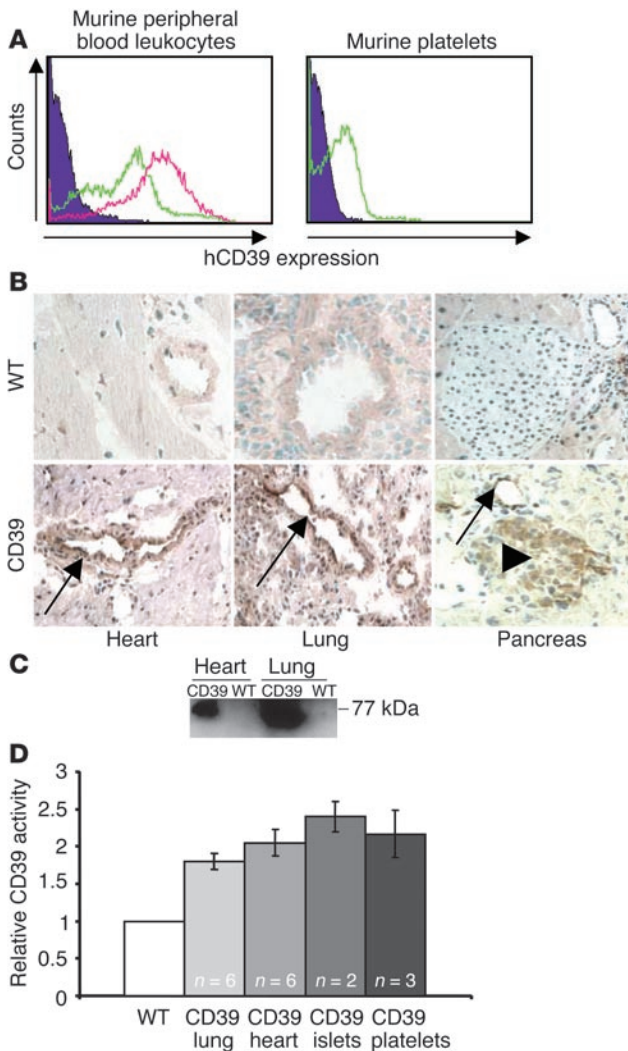 A
Murine peripheral
blood leukocytes
Murine platelets
Counts
hCD39 expression
B
WT
CD39
Heart
Lung
Pancreas
C
Heart Lung
CD39 WT CD39 WT
–77 kDa
D
Relative CD39 activity
3
2.5
2
1.5
1
0.5
0
n = 6
n = 6
n = 2
n = 3
WT
CD39
lung
CD39
heart
CD39
islets
CD39
platelets